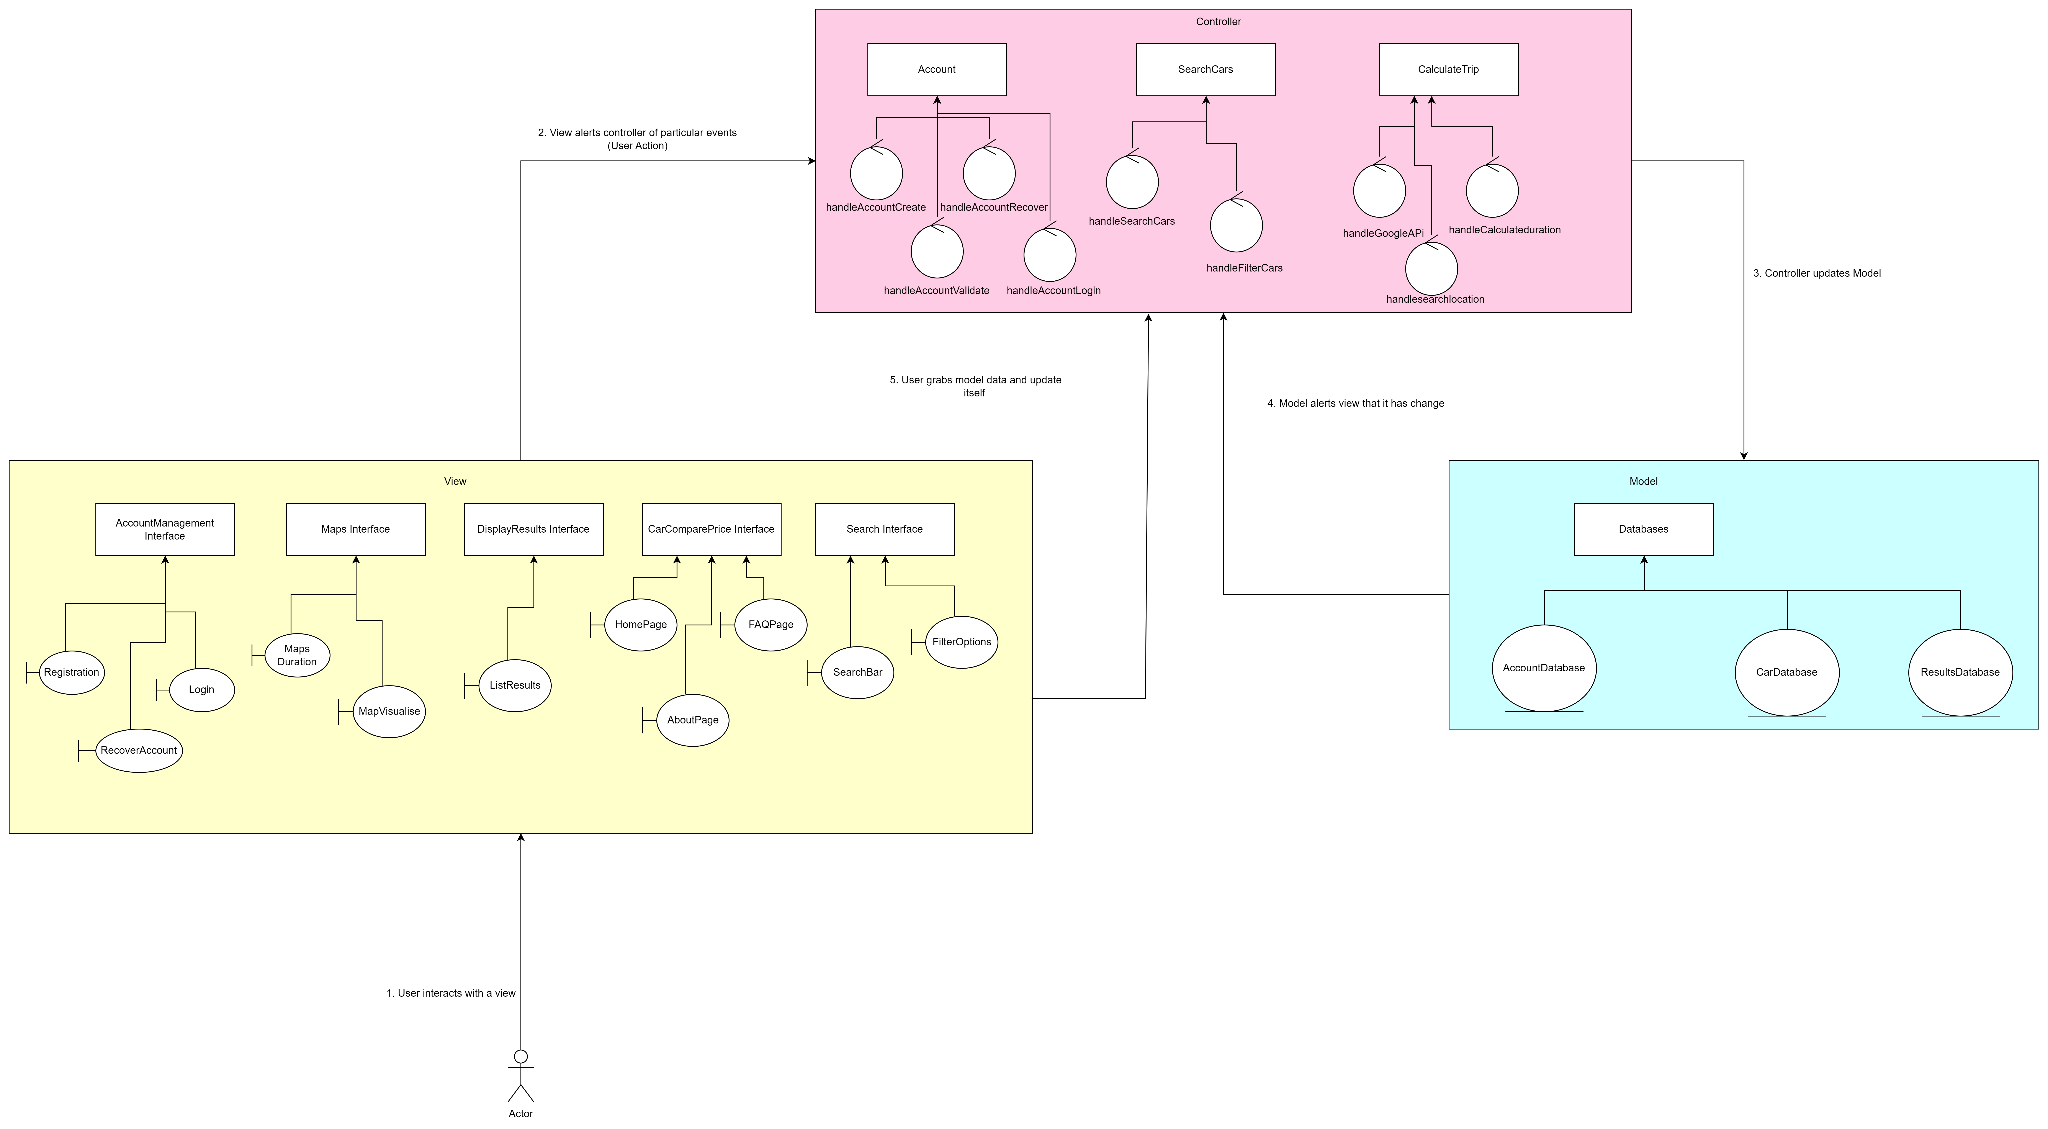 Controller
Account
SearchCars
CalculateTrip
2. View alerts controller of particular events
(User Action)
handleAccountCreate
handleAccountRecover
handleSearchCars
handleGoogleAPi
handleCalculateduration
handleFilterCars
3. Controller updates Model
handleAccountValidate
handleAccountLogIn
handlesearchlocation
5. User grabs model data and update
itself
4. Model alerts view that it has change
View
Model
AccountManagement
Interface
Maps Interface
DisplayResults Interface
CarComparePrice Interface
Search Interface
Databases
HomePage
FAQPage
FilterOptions
Maps
Duration
Registration
LogIn
ListResults
SearchBar
AccountDatabase
CarDatabase
ResultsDatabase
MapVisualise
AboutPage
RecoverAccount
1. User interacts with a view
Actor